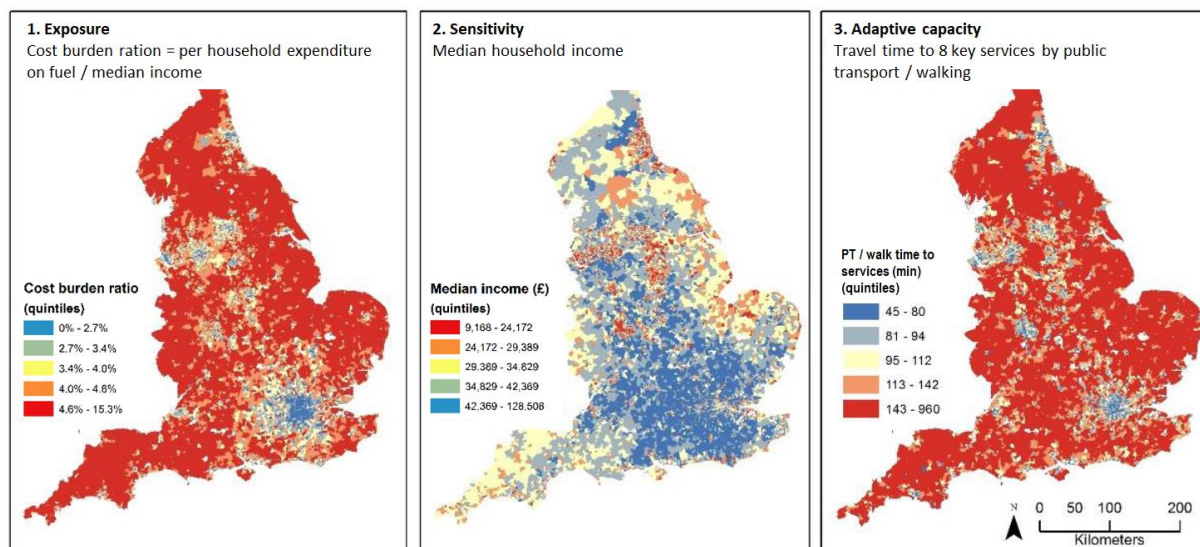 1. Exposure
Cost burden ration = per household expenditure
on fuel / median income
Cost burden ratio
(quintiles)
0% - 2.7%
2.7% - 3.4%
3.4% - 4.0%
4.0% - 4.6%
4.6% - 15.3%
2. Sensitivity
Median household income
Median income (£)
(quintiles)
9,168 - 24,172
24,172 - 29,389
29,389 - 34,829
34,829 - 42,369
42,369 - 128,508
3. Adaptive capacity
Travel time to 8 key services by public
transport / walking
PT / walk time to
services (min)
(quintiles)
45 - 80
81 - 94
95 - 112
113 - 142
143 - 960
N
0 50 100 200
Kilometers